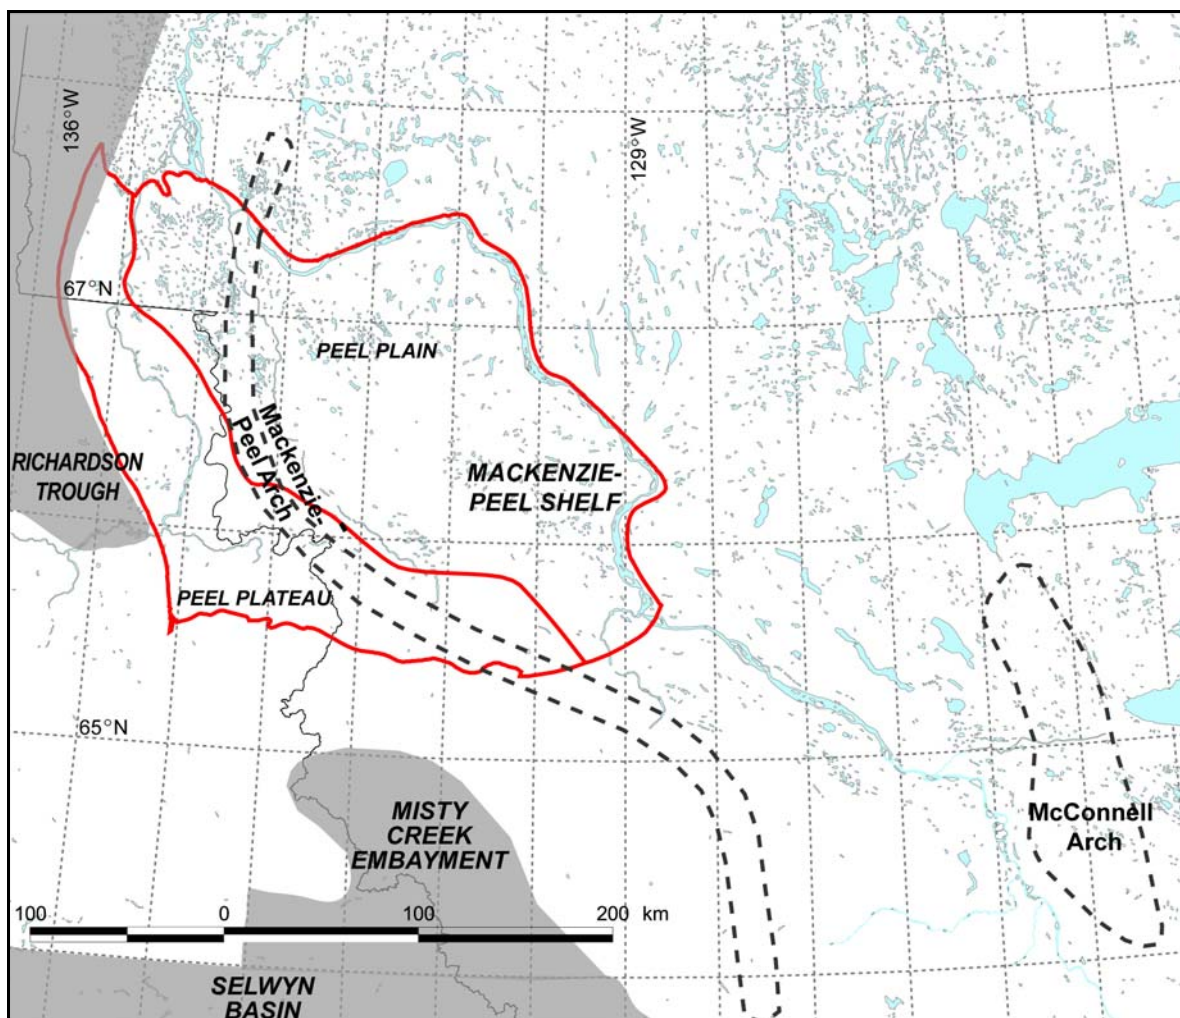 136°W
129°W
67°N
PEEL PLAIN
Mackenzie-
Peel Arch
RICHARDSON
TROUGH
MACKENZIE-
PEEL SHELF
PEEL PLATEAU
65°N
MISTY
CREEK
EMBAYMENT
McConnell
Arch
100 0 100 200 km
SELWYN
BASIN